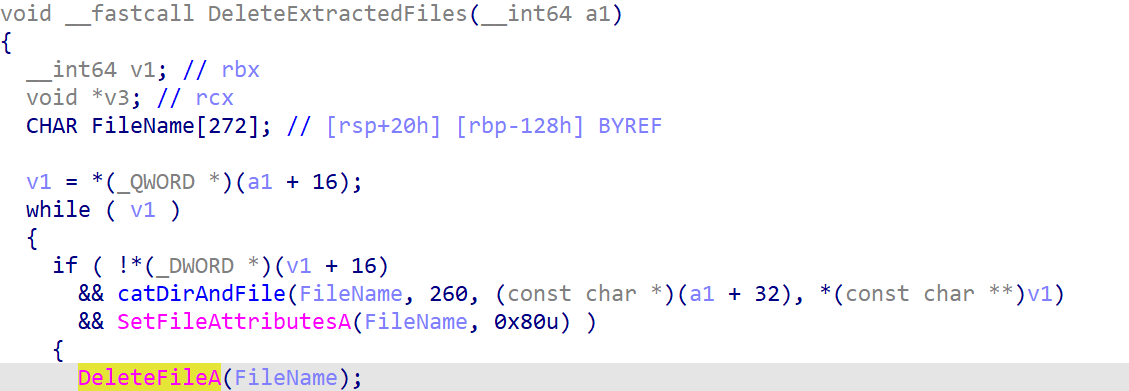 void __fastcall DeleteExtractedFiles(__int64 a1)
{
  __int64 v1; // rbx
  void *v3; // rcx
  CHAR FileName[272]; // [rsp+20h] [rbp-128h] BYREF

  v1 = *(_QWORD *)(a1 + 16);
  while ( v1 )
  {
    if ( !*(_DWORD *)(v1 + 16)
      && catDirAndFile(FileName, 260, (const char *)(a1 + 32), *(const char **)v1)
      && SetFileAttributesA(FileName, 0x80u) )
    {
      DeleteFileA(FileName);